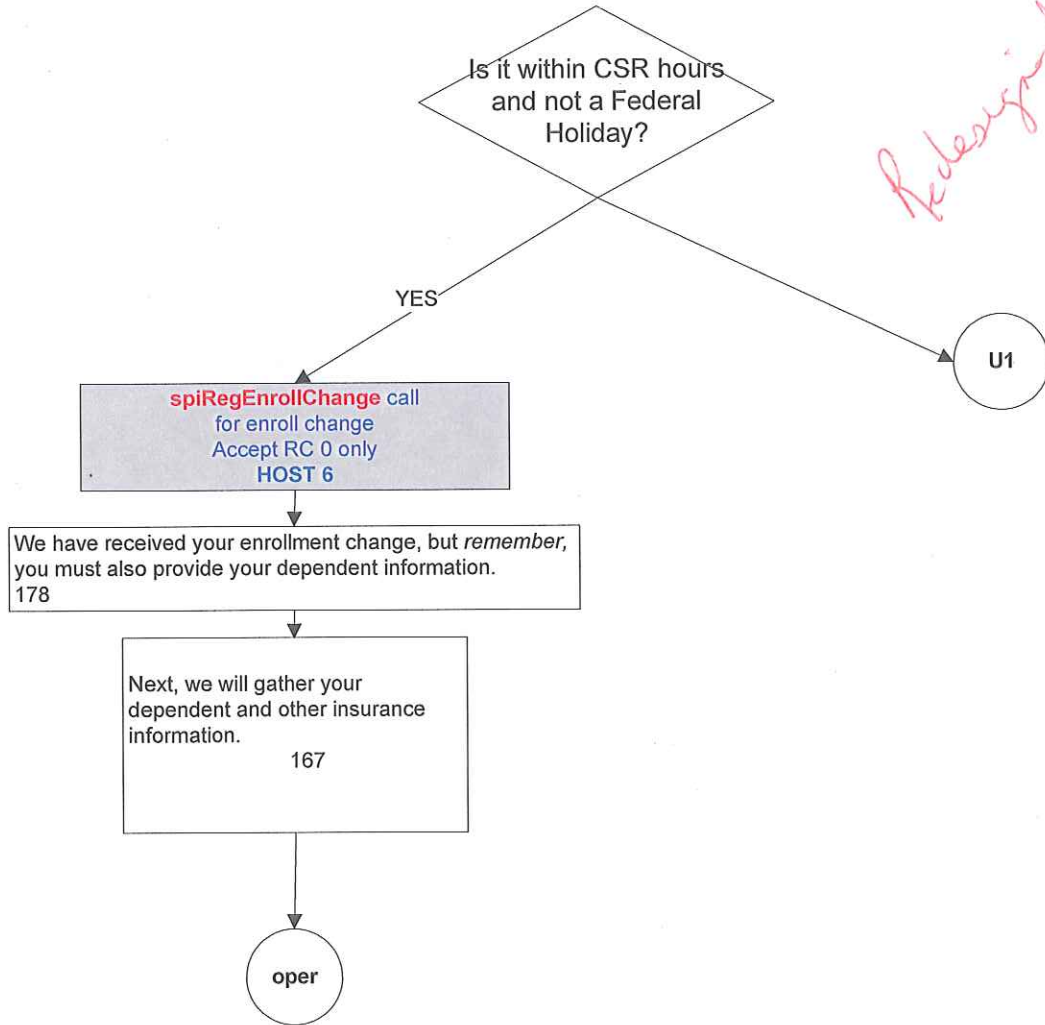 Is it within CSR hours
and not a Federal
Holiday?
YES
U1
spiRegEnrollChange call
for enroll change
Accept RC 0 only
HOST 6
We have received your enrollment change, but remember,
you must also provide your dependent information.
178
Next, we will gather your
dependent and other insurance
information.
167
oper